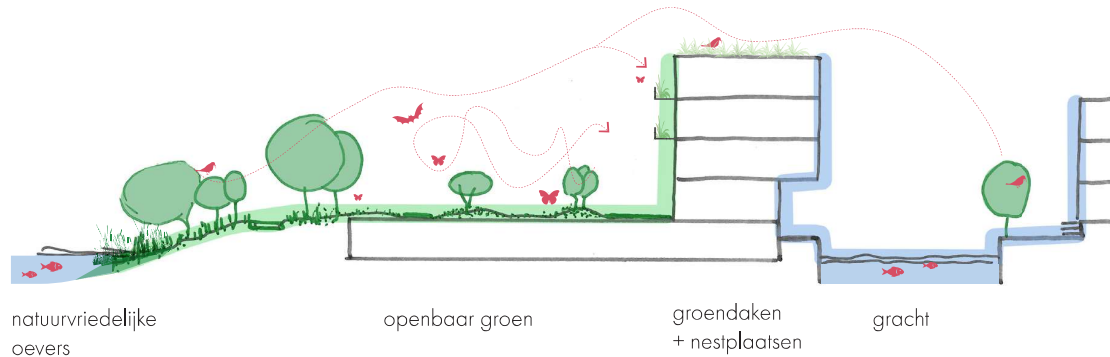 natuurvriedelijke
oevers
openbaar groen
groendaken
+ nestplaatsen
gracht